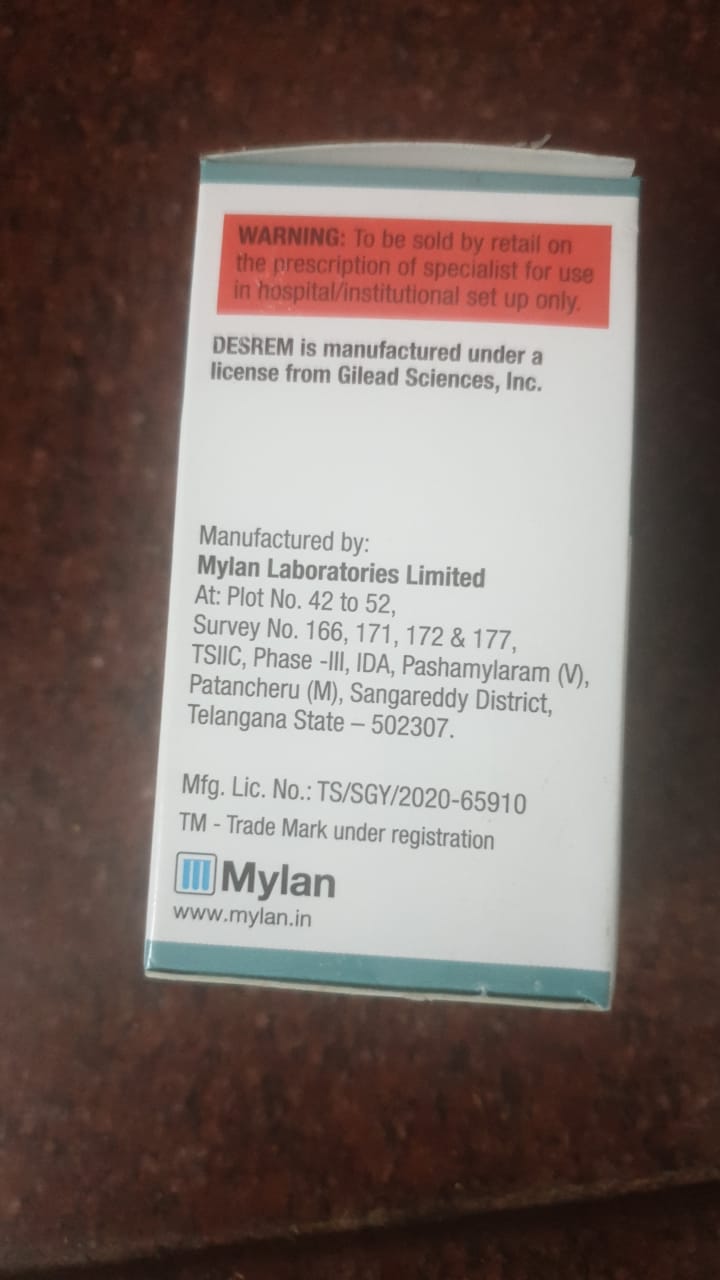 WARNING: To be sold by retail on
the prescription of specialist for use
in hospital/institutional set up only.
DESREM is manufactured under a
license from Gilead Sciences, Inc.
Manufactured by:
Mylan Laboratories Limited
At: Plot No. 42 to 52,
Survey No. 166, 171, 172 & 177,
TSIIC, Phase -III, IDA, Pashamylaram (V),
Patancheru (M), Sangareddy District,
Telangana State – 502307.
Mfg. Lic. No.: TS/SGY/2020-65910
TM - Trade Mark under registration
Mylan
www.mylan.in